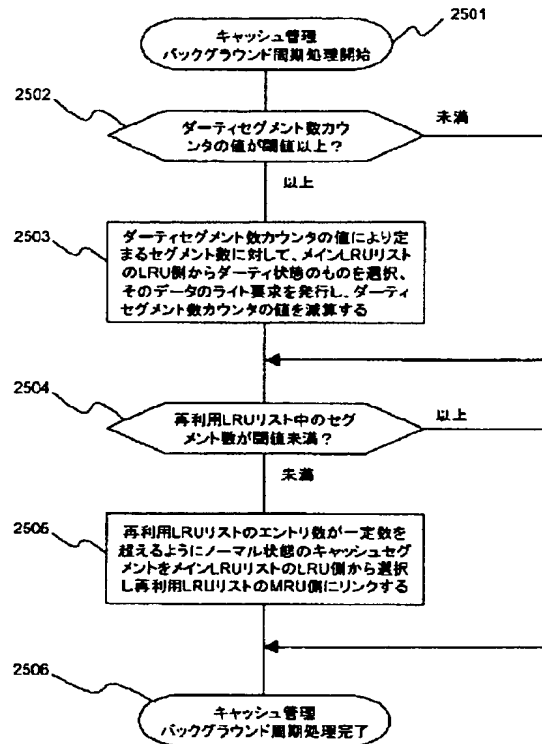 2501
キャッシュ管理
バックグラウンド周期処理開始
2502
ダーティセグメント数カウ
ンタの値が閾値以上?
未満
以上
2503
ダーティセグメント数カウンタの値により定
まるセグメント数に対して、メインLRUリスト
のLRU側からダーティ状態のものを選択、
そのデータのライト要求を発行し、ダーティ
セグメント数カウンタの値を減算する
2504
再利用LRUリスト中のセグ
メント数が閾値未満?
以上
未満
2505
再利用LRUリストのエントリ数が一定数を
超えるようにノーマル状態のキャッシュセグ
メントをメインLRUリストのLRU側から選択
し再利用LRUリストのMRU側にリンクする
2506
キャッシュ管理
バックグラウンド周期処理完了